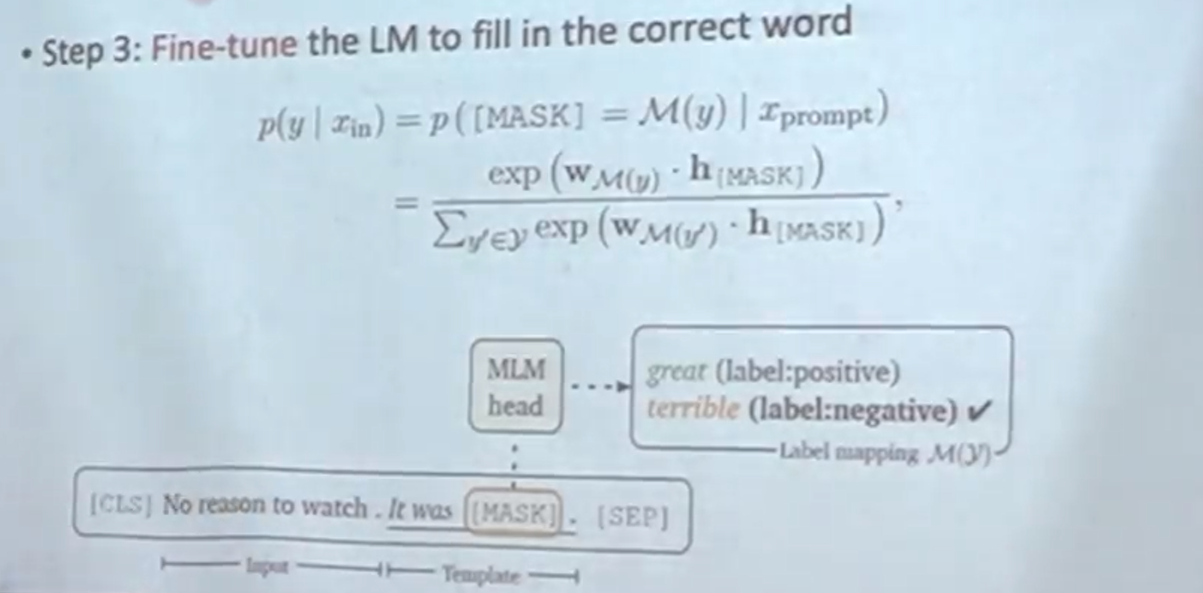 • Step 3: Fine-tune the LM to fill in the correct word
p(y | x_in) = p([MASK] = M(y) | x_prompt)
= exp(w_M(y) · h_[MASK]) / ∑_y′∈Y exp(w_M(y′) · h_[MASK]) ,
MLM
head
great (label:positive)
terrible (label:negative) ✔
Label mapping M(Y)
[CLS] No reason to watch . It was [MASK] . [SEP]
Input Template